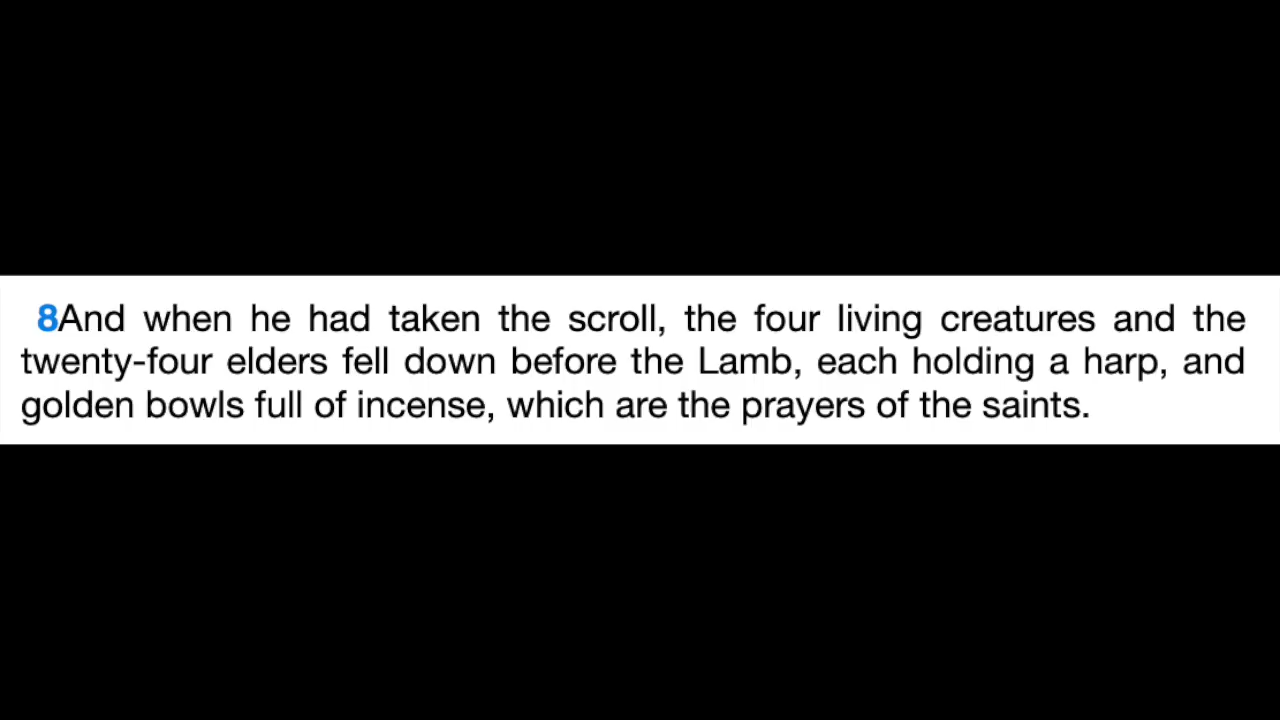 8And when he had taken the scroll, the four living creatures and the
twenty-four elders fell down before the Lamb, each holding a harp, and
golden bowls full of incense, which are the prayers of the saints.